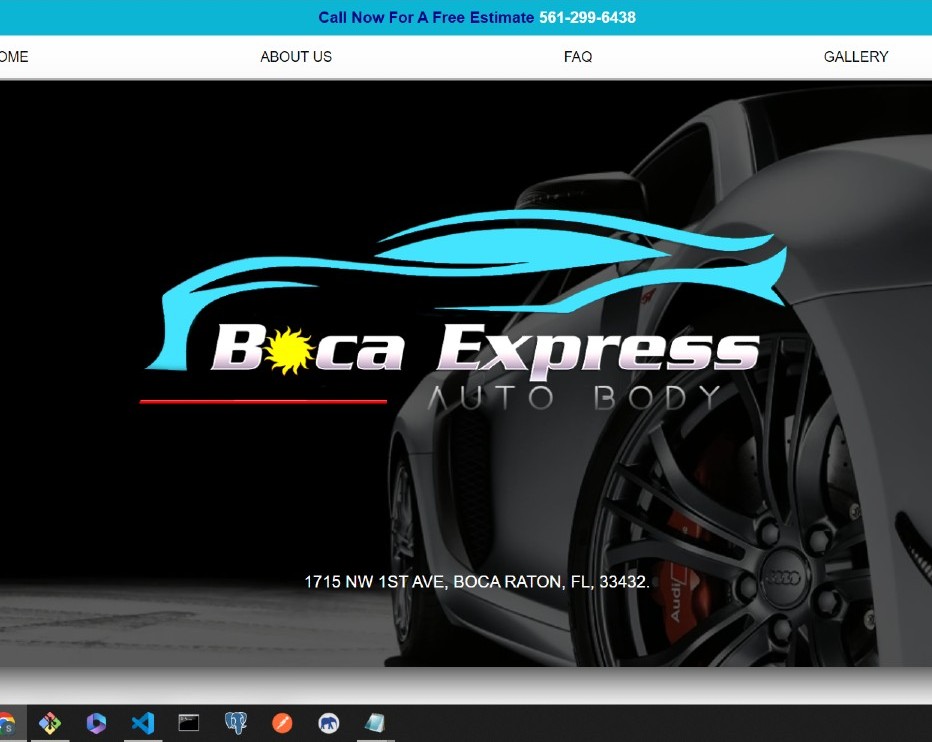 Call Now For A Free Estimate 561-299-6438
OME ABOUT US FAQ GALLERY
Boca Express
AUTO BODY
1715 NW 1ST AVE, BOCA RATON, FL, 33432.
Audi
S